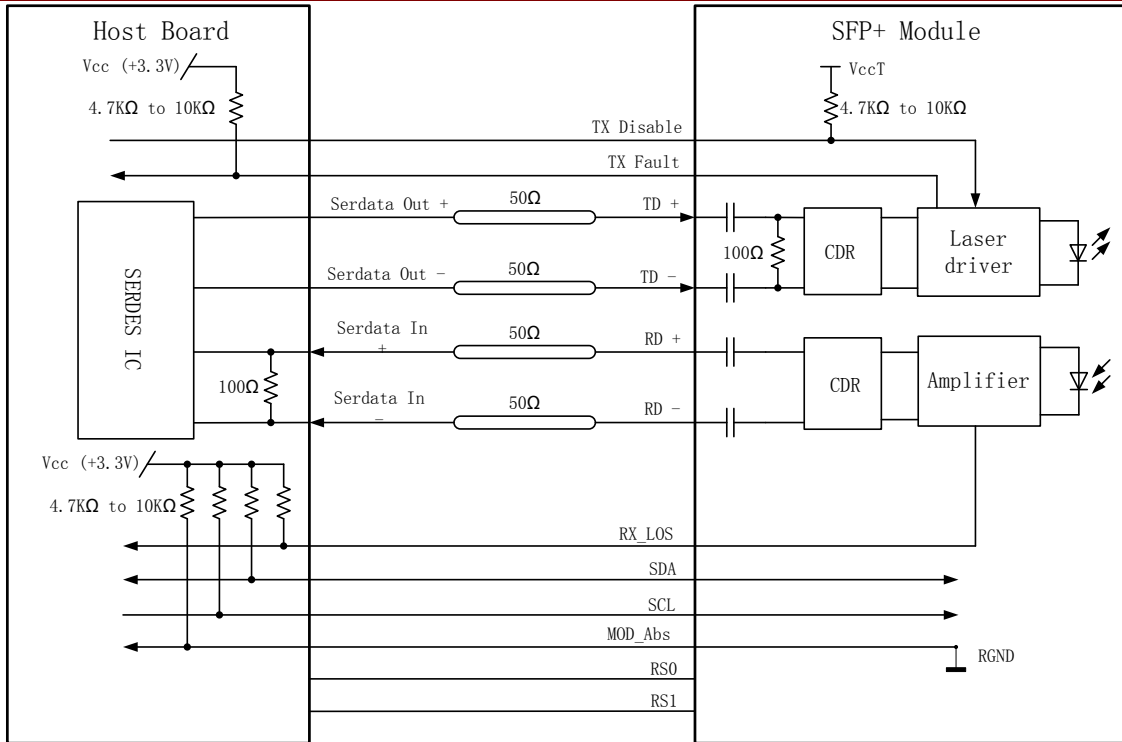 Host Board
SFP+ Module
Vcc (+3.3V)
VccT
4.7KΩ to 10KΩ
4.7KΩ to 10KΩ
TX Disable
TX Fault
Serdata Out +
50Ω
TD +
100Ω
CDR
Laser
driver
Serdata Out -
50Ω
TD -
SERDES IC
Serdata In
+
50Ω
RD +
100Ω
CDR
Amplifier
Serdata In
-
50Ω
RD -
Vcc (+3.3V)
4.7KΩ to 10KΩ
RX_LOS
SDA
SCL
MOD_Abs
RGND
RS0
RS1